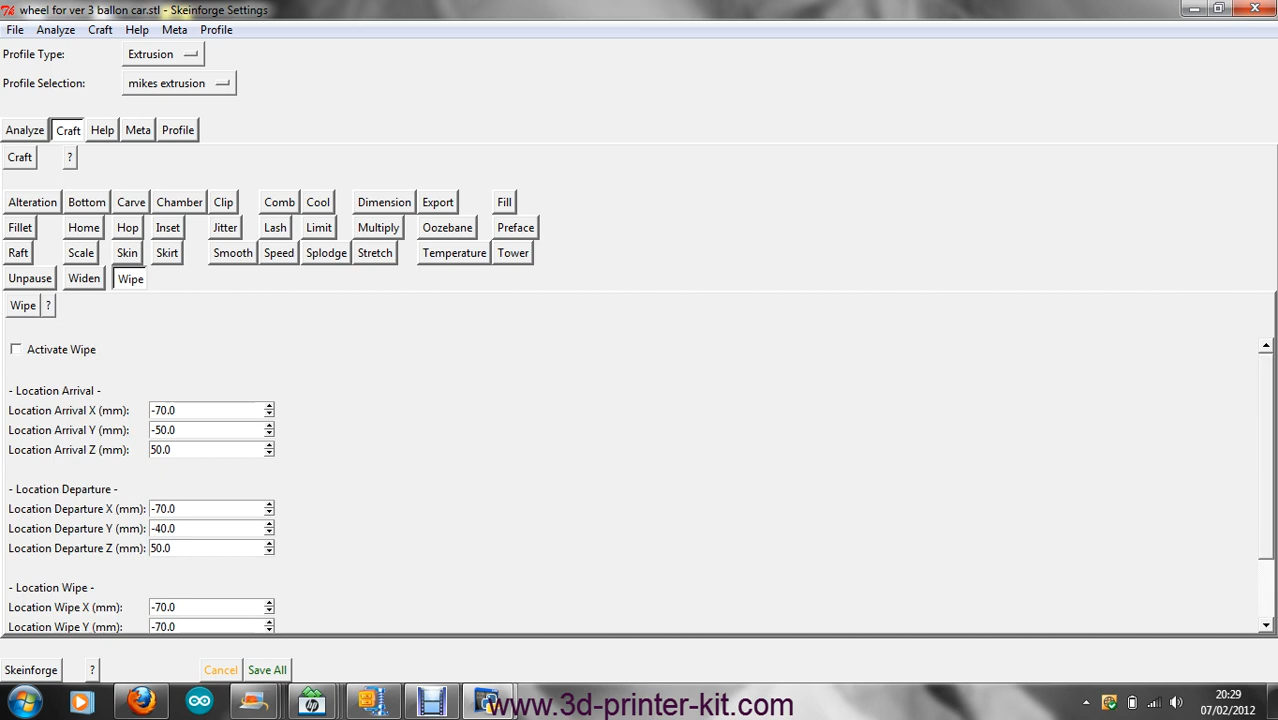 wheel for ver 3 ballon car.stl - Skeinforge Settings
File Analyze Craft Help Meta Profile
Profile Type: Extrusion
Profile Selection: mikes extrusion
Analyze Craft Help Meta Profile
Craft ?
Alteration Bottom Carve Chamber Clip Comb Cool Dimension Export Fill
Fillet Home Hop Inset Jitter Lash Limit Multiply Oozebane Preface
Raft Scale Skin Skirt Smooth Speed Splodge Stretch Temperature Tower
Unpause Widen Wipe
Wipe ?
Activate Wipe
- Location Arrival -
Location Arrival X (mm): -70.0
Location Arrival Y (mm): -50.0
Location Arrival Z (mm): 50.0
- Location Departure -
Location Departure X (mm): -70.0
Location Departure Y (mm): -40.0
Location Departure Z (mm): 50.0
- Location Wipe -
Location Wipe X (mm): -70.0
Location Wipe Y (mm): -70.0
Skeinforge ? Cancel Save All
www.3d-printer-kit.com
20:29
07/02/2012